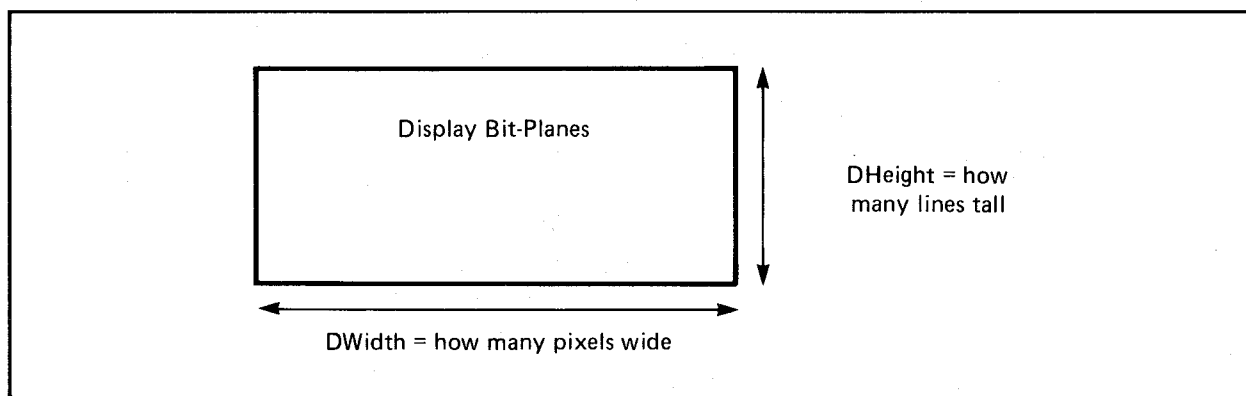 Display Bit-Planes
DHeight = how
many lines tall
DWidth = how many pixels wide